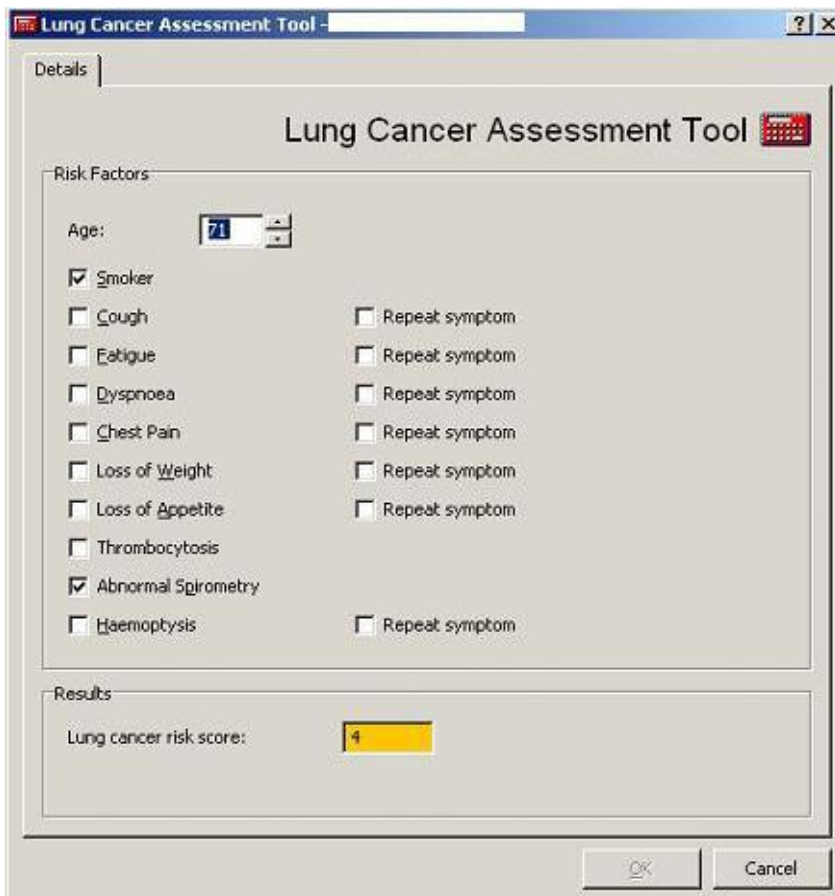 Lung Cancer Assessment Tool -
Details
Lung Cancer Assessment Tool
Risk Factors
Age: 71
Smoker
Cough Repeat symptom
Fatigue Repeat symptom
Dyspnoea Repeat symptom
Chest Pain Repeat symptom
Loss of Weight Repeat symptom
Loss of Appetite Repeat symptom
Thrombocytosis
Abnormal Spirometry
Haemoptysis Repeat symptom
Results
Lung cancer risk score: 4
OK Cancel